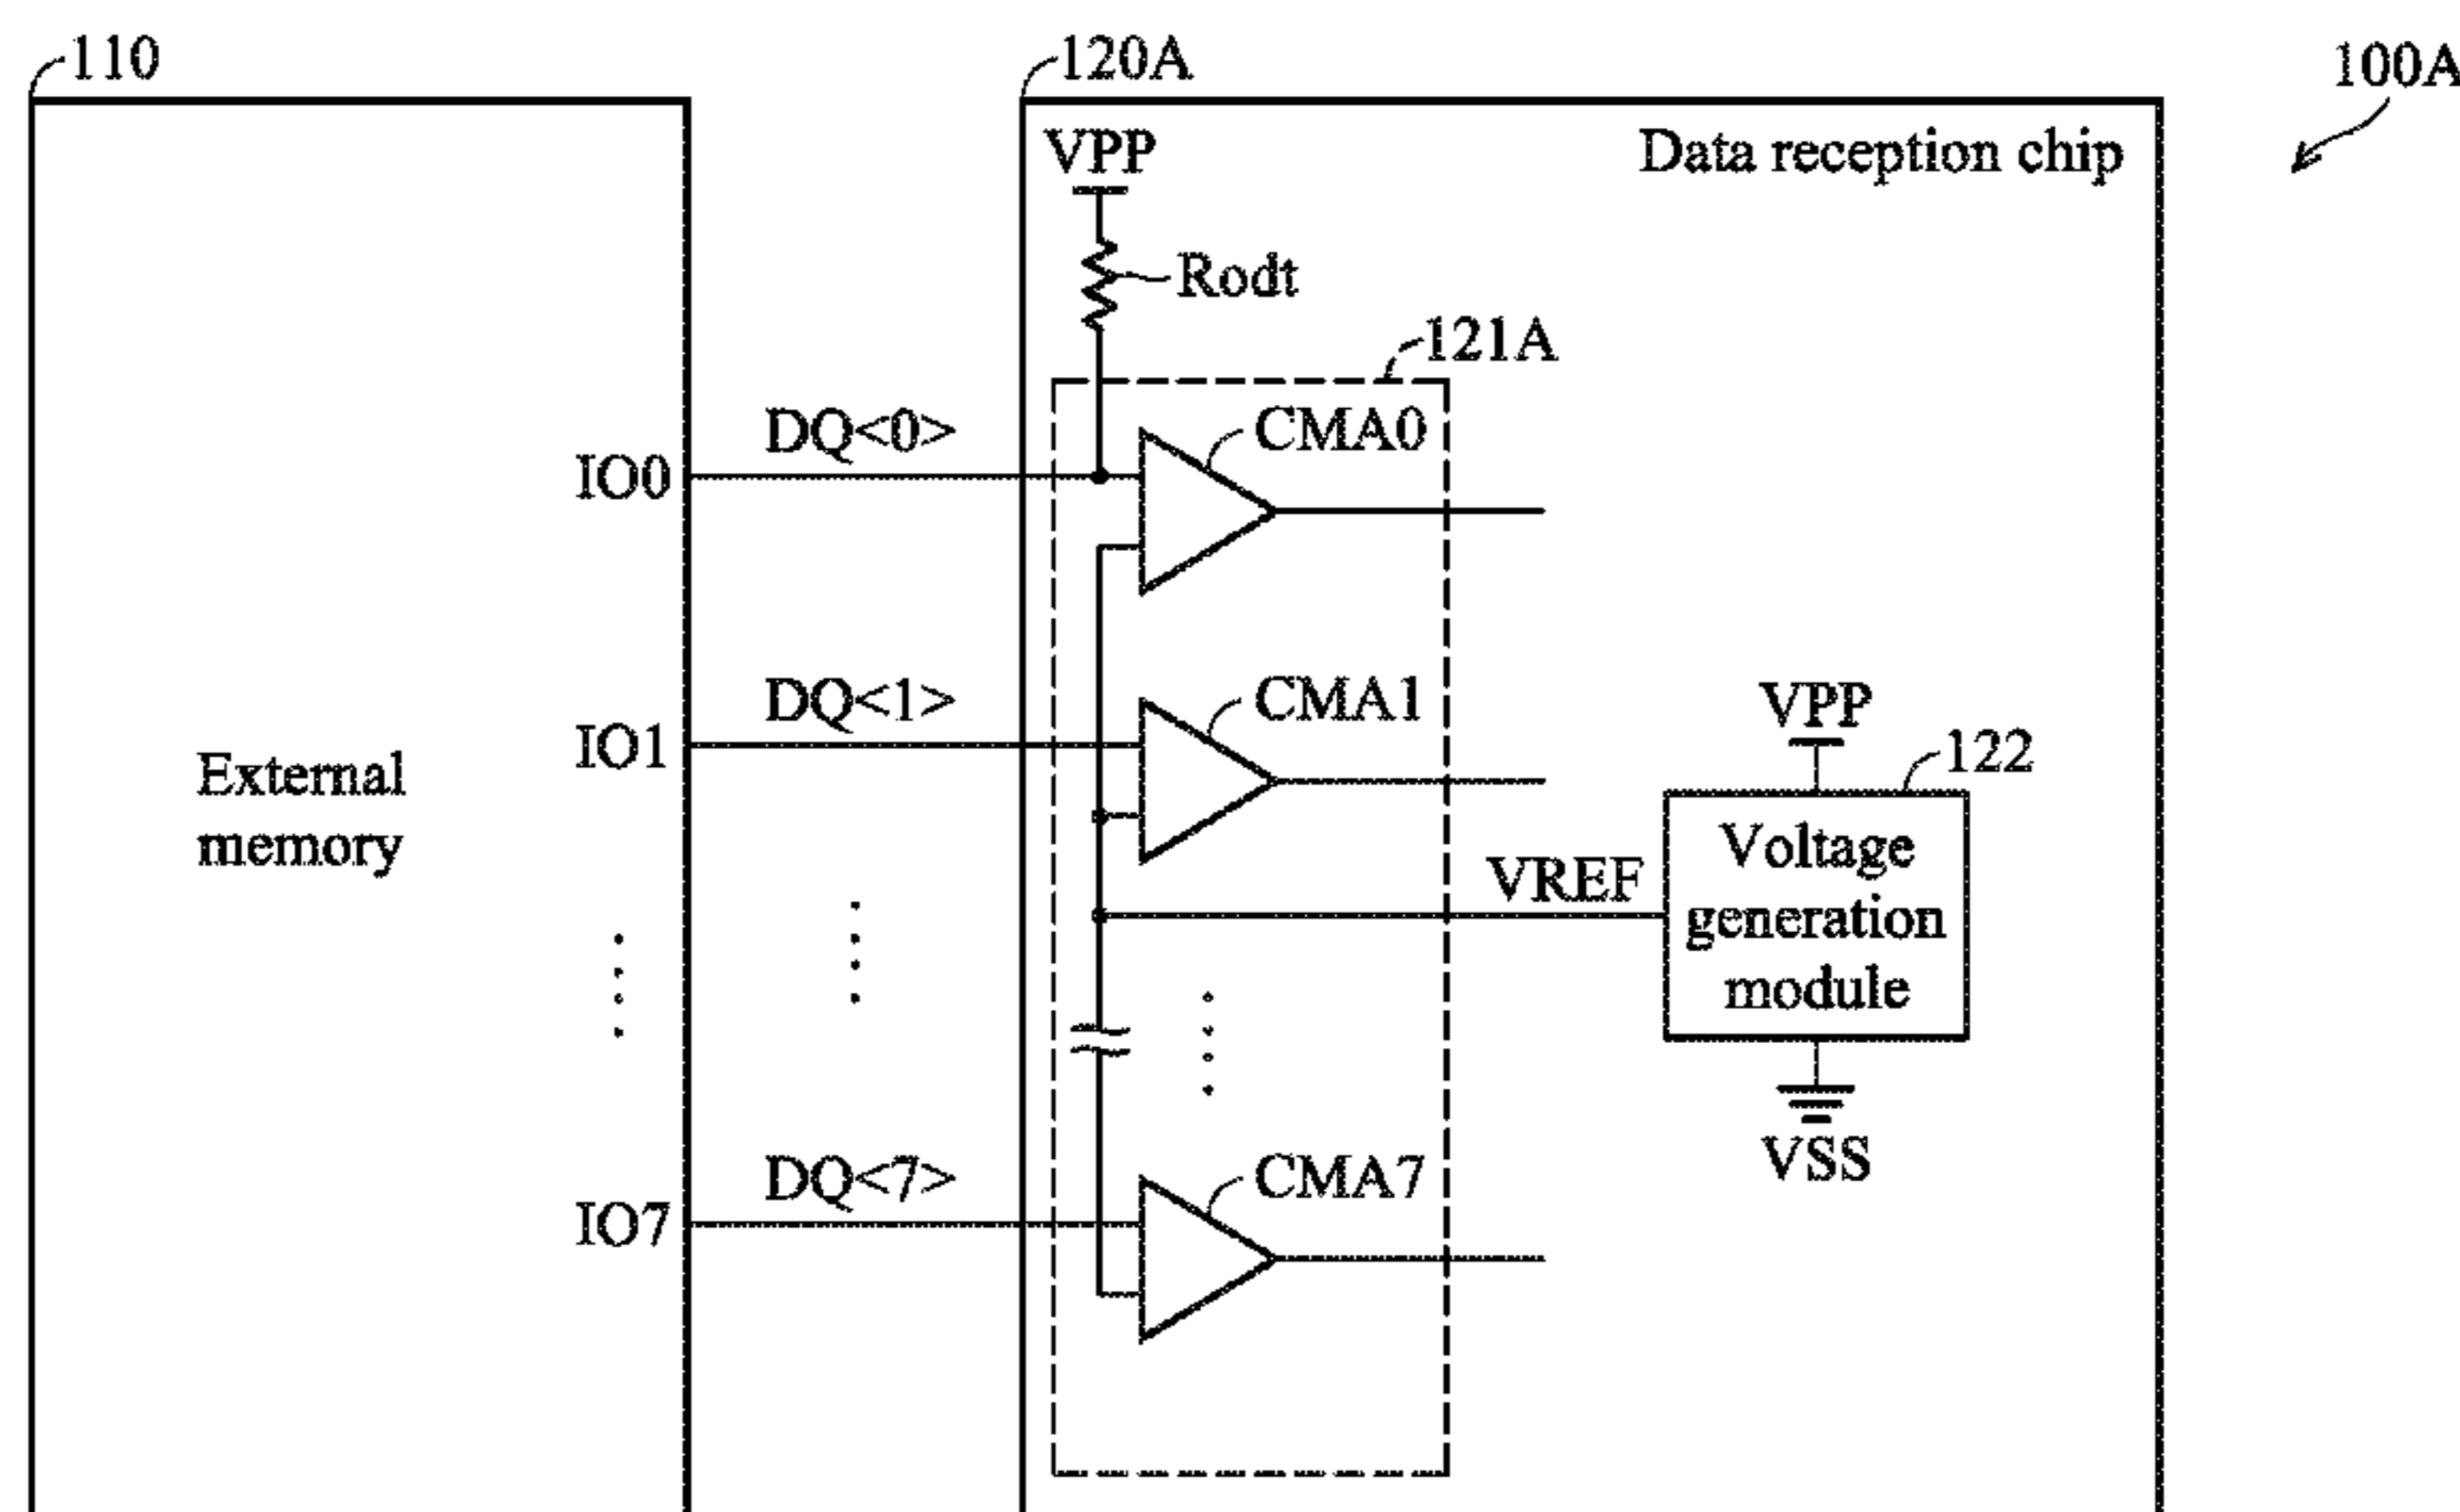 110
120A
100A
VPP
Data reception chip
Rodt
121A
DQ<0>
CMA0
IO0
DQ<1>
CMA1
IO1
VPP
122
External
memory
VREF
Voltage
generation
module
VSS
DQ<7>
CMA7
IO7